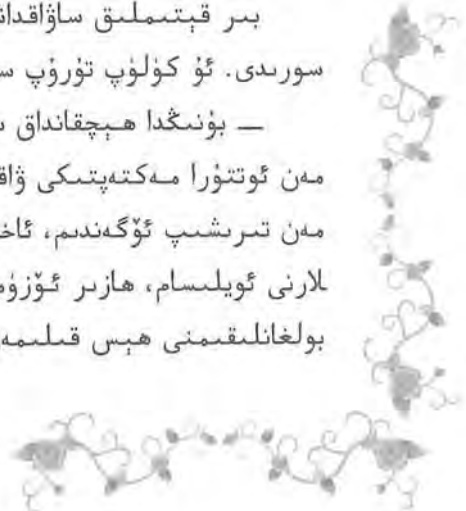 بىر قېتىملىق ساۋاقدا
سورىدى. ئۇ كۈلۈپ تۇرۇپ
— بۇنىڭدا ھېچقانداق
مەن ئوتتۇرا مەكتەپتىكى
مەن تىرىشىپ ئۆگەندىم،
لارنى ئويلىسام، ھازىر
بولغانلىقىمنى ھېس